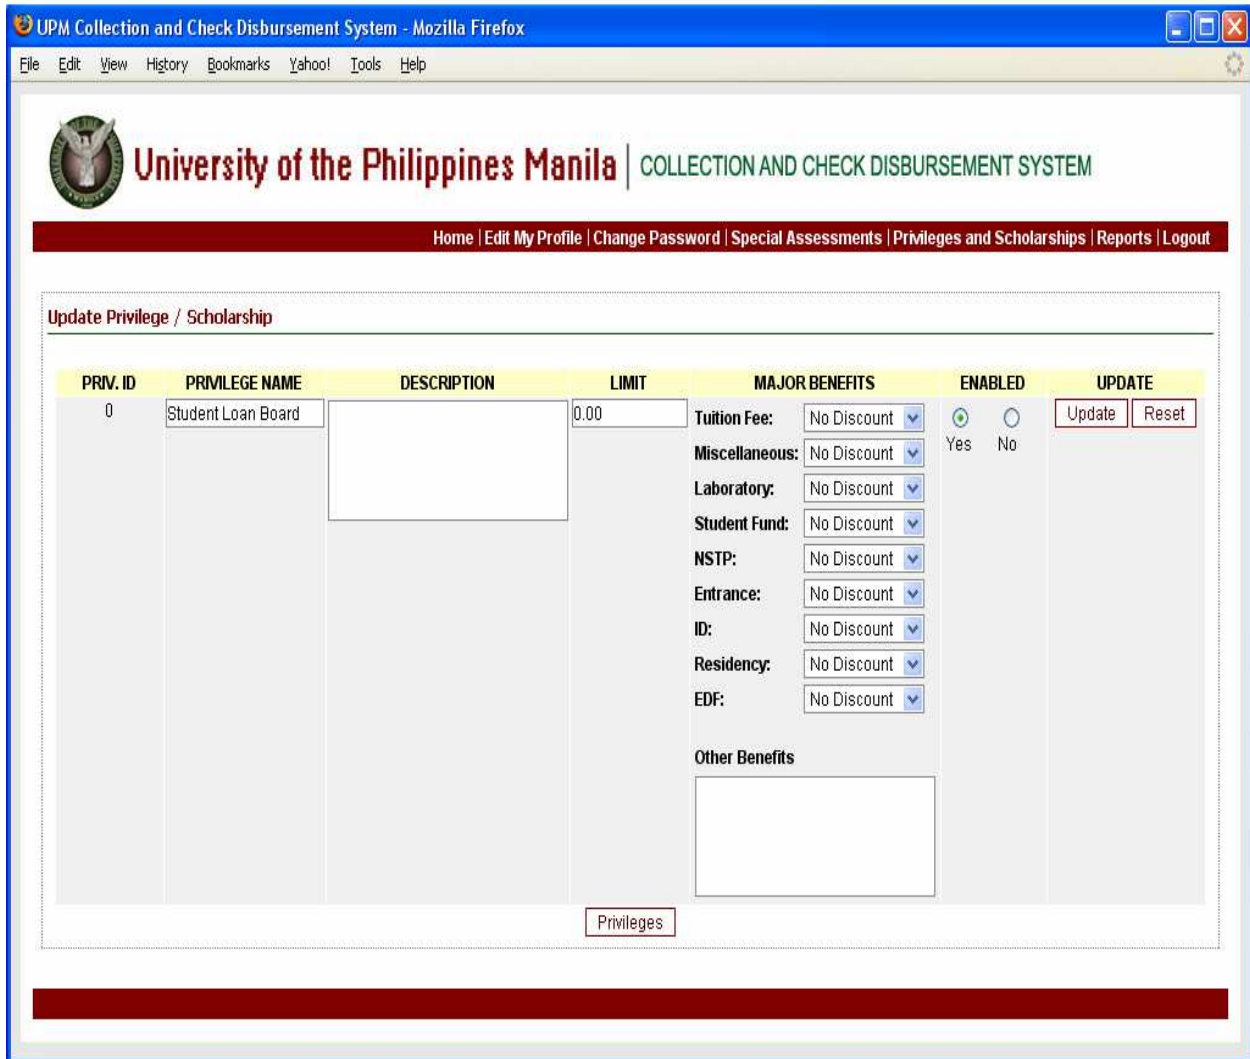 UPM Collection and Check Disbursement System - Mozilla Firefox
File Edit View History Bookmarks Yahoo! Tools Help
University of the Philippines Manila | COLLECTION AND CHECK DISBURSEMENT SYSTEM
Home | Edit My Profile | Change Password | Special Assessments | Privileges and Scholarships | Reports | Logout
Update Privilege / Scholarship
PRIV. ID PRIVILEGE NAME DESCRIPTION LIMIT MAJOR BENEFITS ENABLED UPDATE
0 Student Loan Board 0.00 Tuition Fee: No Discount Update Reset
Miscellaneous: No Discount Yes No
Laboratory: No Discount
Student Fund: No Discount
NSTP: No Discount
Entrance: No Discount
ID: No Discount
Residency: No Discount
EDF: No Discount
Other Benefits
Privileges